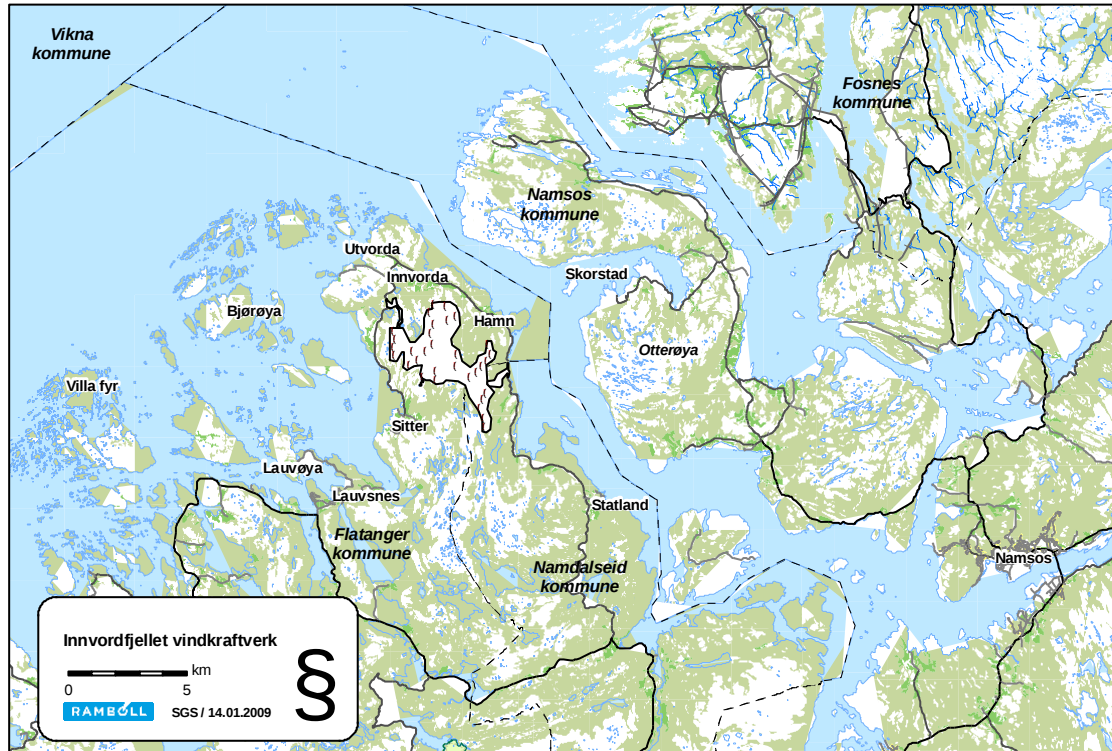 Vikna
kommune
Fosnes
kommune
Namsos
kommune
Utvorda
Skorstad
Innvorda
Bjørøya
Hamn
Otterøya
Villa fyr
Sitter
Lauvøya
Lauvsnes
Statland
Flatanger
kommune
Namsos
Namdalseid
kommune
Innvordfjellet vindkraftverk
km
0 5
§
RAMBOLL SGS / 14.01.2009